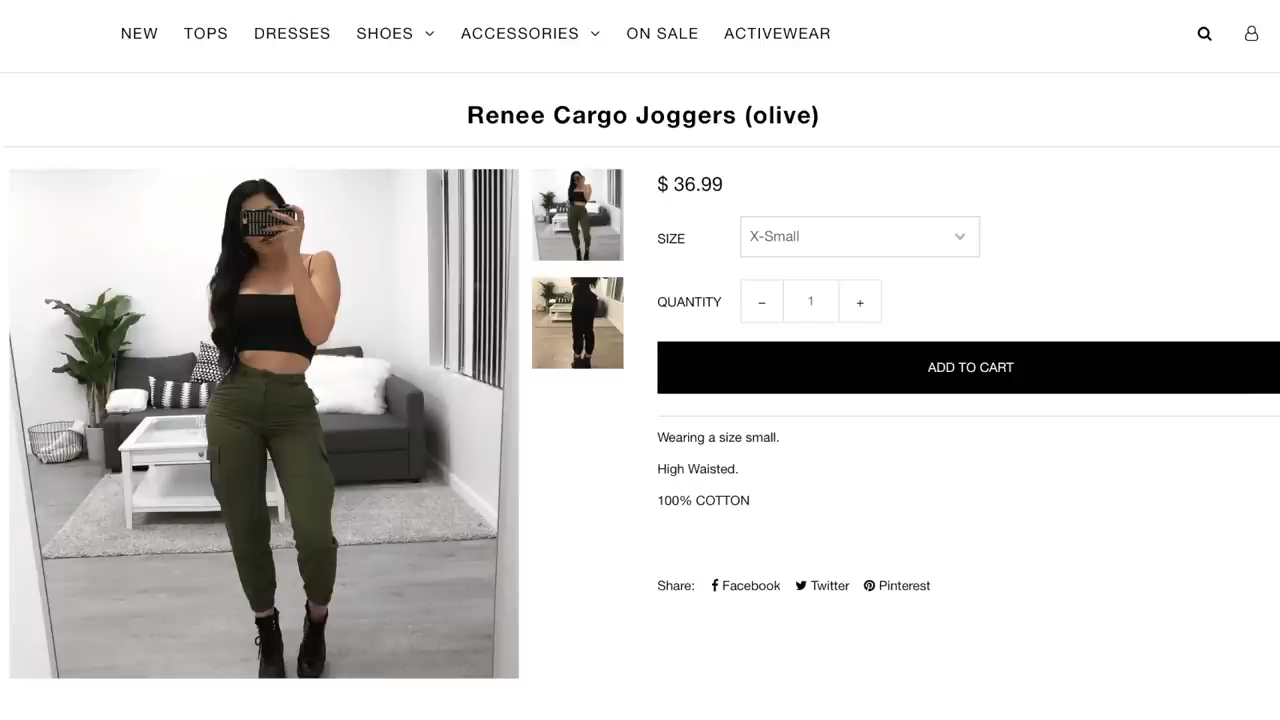 NEW TOPS DRESSES SHOES ACCESSORIES ON SALE ACTIVEWEAR
Renee Cargo Joggers (olive)
$ 36.99
SIZE X-Small
QUANTITY - 1 +
ADD TO CART
Wearing a size small.
High Waisted.
100% COTTON
Share: Facebook Twitter Pinterest